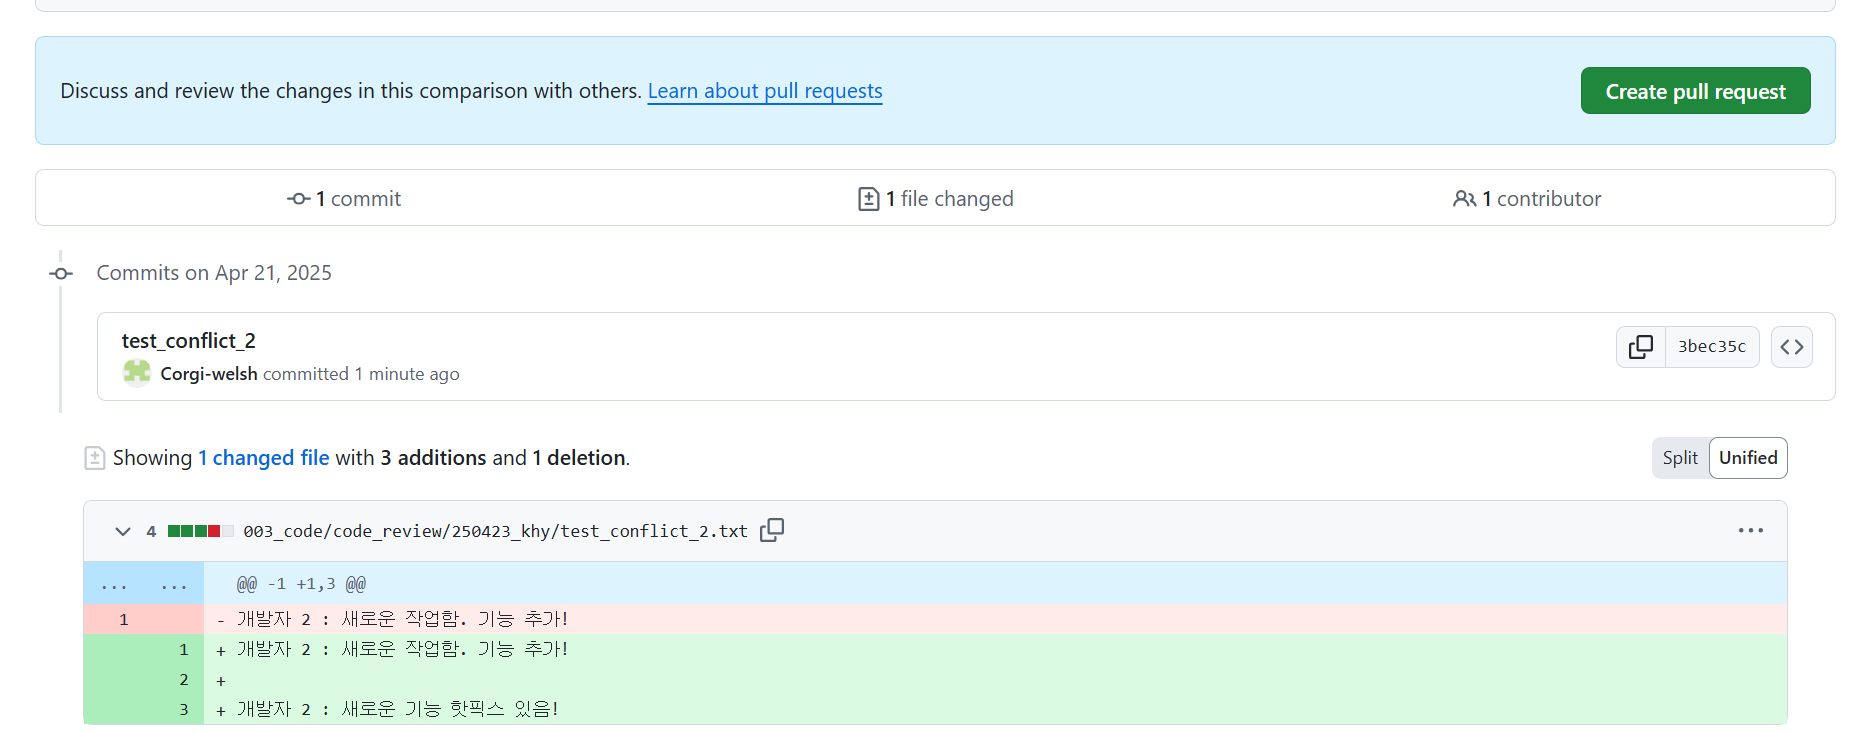 Discuss and review the changes in this comparison with others. Learn about pull requests
Create pull request
1 commit
1 file changed
1 contributor
Commits on Apr 21, 2025
test_conflict_2
3bec35c
Corgi-welsh committed 1 minute ago
Showing 1 changed file with 3 additions and 1 deletion.
Split
Unified
4 003_code/code_review/250423_khy/test_conflict_2.txt
... ... @@ -1 +1,3 @@
1 - 개발자 2 : 새로운 작업함. 기능 추가!
1 + 개발자 2 : 새로운 작업함. 기능 추가!
2 +
3 + 개발자 2 : 새로운 기능 핫픽스 있음!